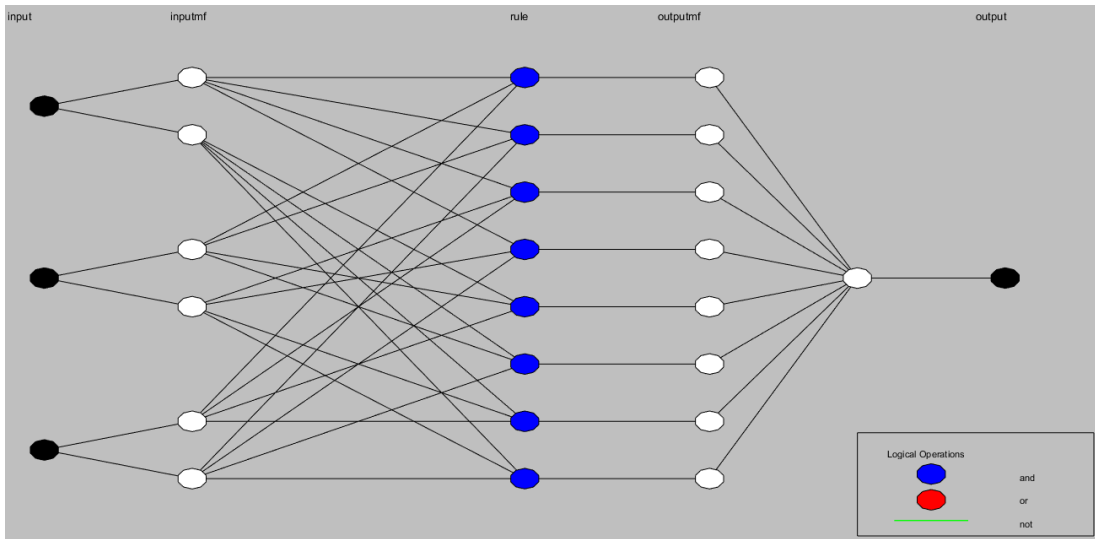 input inputmf rule outputmf output
Logical Operations
and
or
not